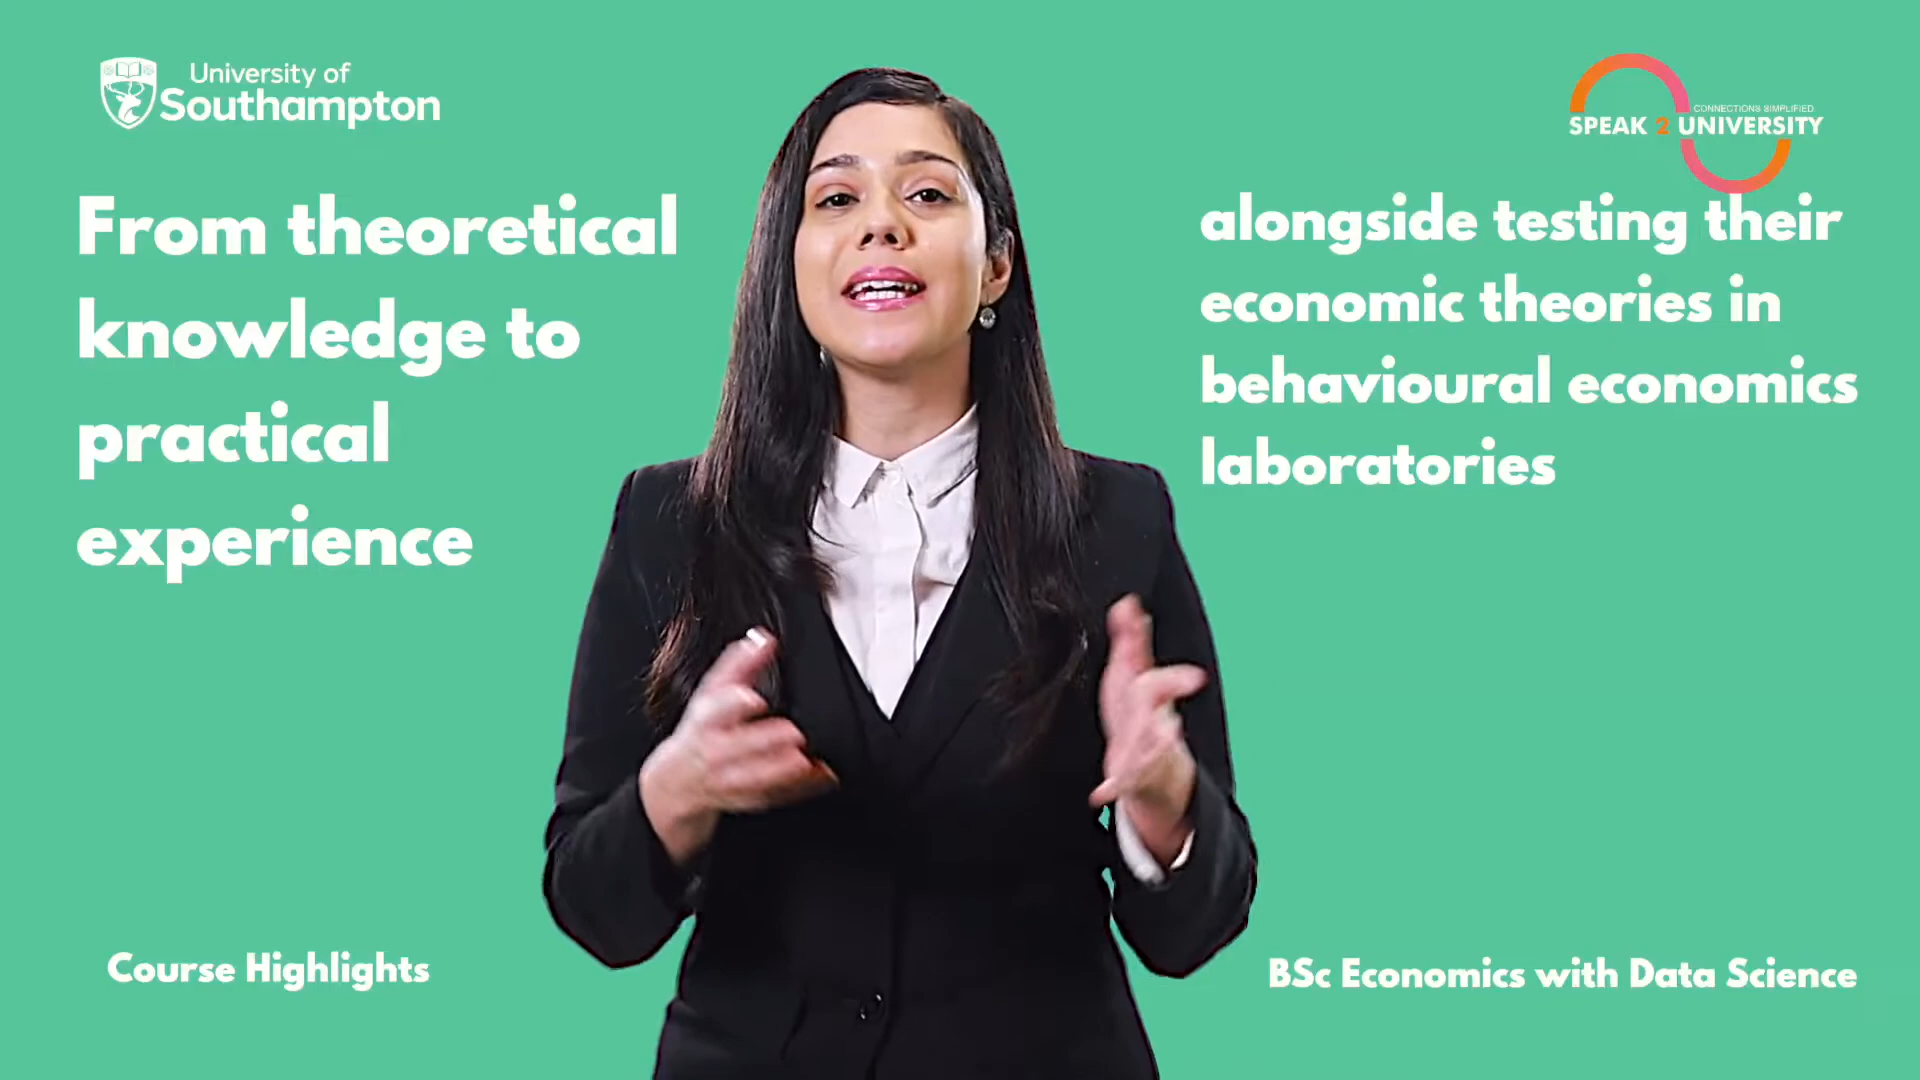 University of
Southampton
CONNECTIONS SIMPLIFIED.
SPEAK 2 UNIVERSITY
From theoretical
knowledge to
practical
experience
alongside testing their
economic theories in
behavioural economics
laboratories
Course Highlights
BSc Economics with Data Science